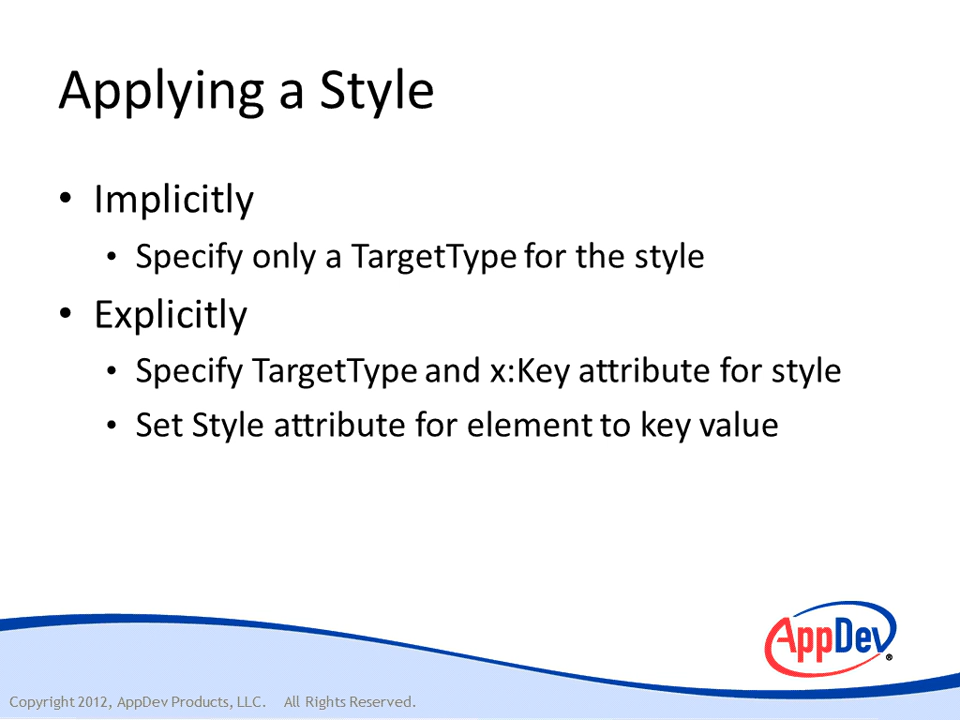 Applying a Style
• Implicitly
• Specify only a TargetType for the style
• Explicitly
• Specify TargetType and x:Key attribute for style
• Set Style attribute for element to key value
AppDev®
Copyright 2012, AppDev Products, LLC. All Rights Reserved.